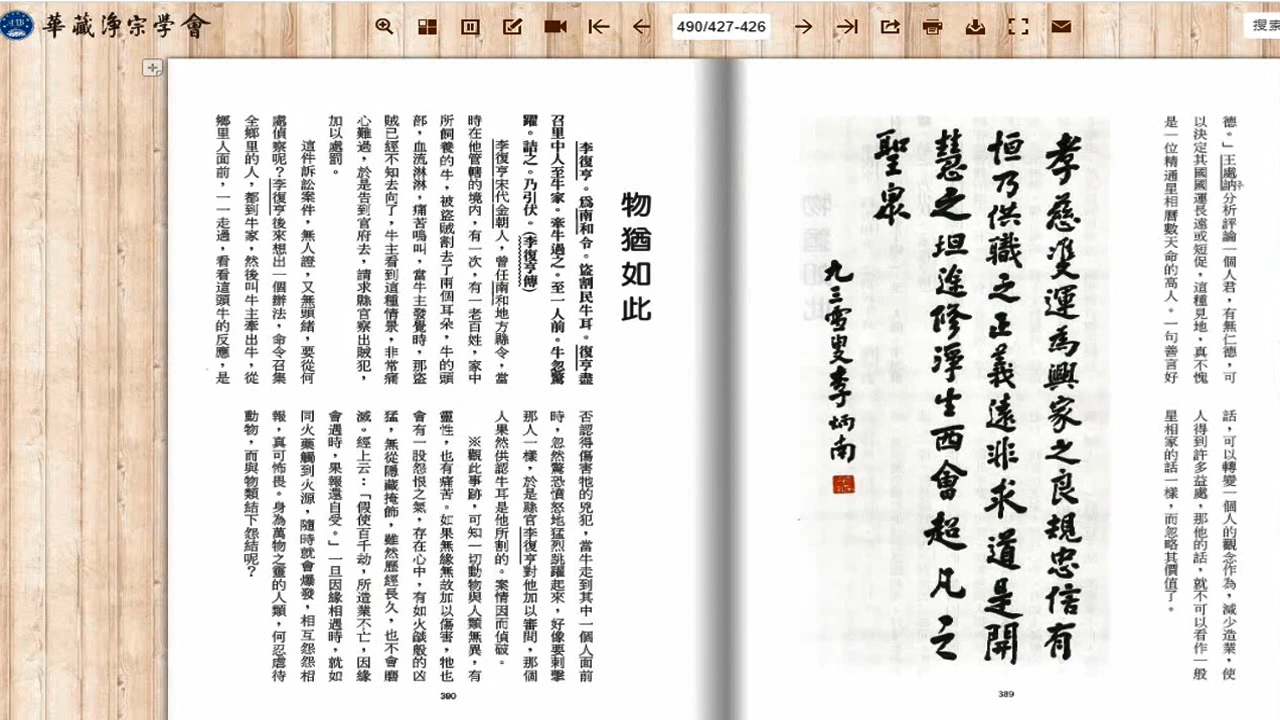 華藏淨宗學會
490/427-426
搜索
德。」王處訥分析評論一個人君，有無仁德，可
以決定其國國運長遠或短促，這種見地，真不愧
是一位精通星相曆數天命的高人。一句善言好
話，可以轉變一個人的觀念作為，減少造業，使
人得到許多益處，那他的話，就不可以看作一般
星相家的話一樣，而忽略其價值了。
孝慈雙運為興家之良規忠信有
恒乃供職之正義遠非求道是開
慧之坦進修淨生西會超凡之
聖泉
九三雪叟李炳南
389
物猶如此
李復亨。為南和令。盜割民牛耳。復亨盡
召里中人至牛家。牽牛過之。至一人前。牛忽驚
躍。詰之。乃引伏。（李復亨傳）
李復亨宋代金朝人，曾任南和地方縣令，當
時在他管轄的境內，有一次，有一老百姓，家中
所飼養的牛，被盜賊割去了兩個耳朵，牛的頭
部，血流淋淋，痛苦鳴叫，當牛主發覺時，那盜
賊已經不知去向了，牛主看到這種情景，非常痛
心難過，於是告到官府去，請求縣官察出賊犯，
加以處罰。
這件訴訟案件，無人證，又無頭緒，要從何
處偵察呢？李復亨後來想出一個辦法，命令召集
全鄉里的人，都到牛家，然後叫牛主牽出牛，從
鄉里人面前，一一走過，看看這頭牛的反應，是
否認得傷害牠的兇犯，當牛走到其中一個人面前
時，忽然驚恐憤怒地猛烈跳躍起來，好像要刺擊
那人一樣，於是縣官李復亨對他加以審問，那個
人果然供認牛耳是他所割的。案情因而偵破。
※觀此事跡，可知一切動物與人類無異，有
靈性，也有痛苦。如果無緣無故加以傷害，牠也
會有一股怨恨之氣，存在心中，有如火燄般的凶
猛，無從隱藏掩飾，雖然歷經長久，也不會磨
滅。經上云：「假使百千劫，所造業不亡，因緣
會遇時，果報還自受。」一旦因緣相遇時，就如
同火藥觸到火源，隨時就會爆發，相互怨怨相
報，真可怖畏。身為萬物之靈的人類，何忍虐待
動物，而與物類結下怨結呢？
390